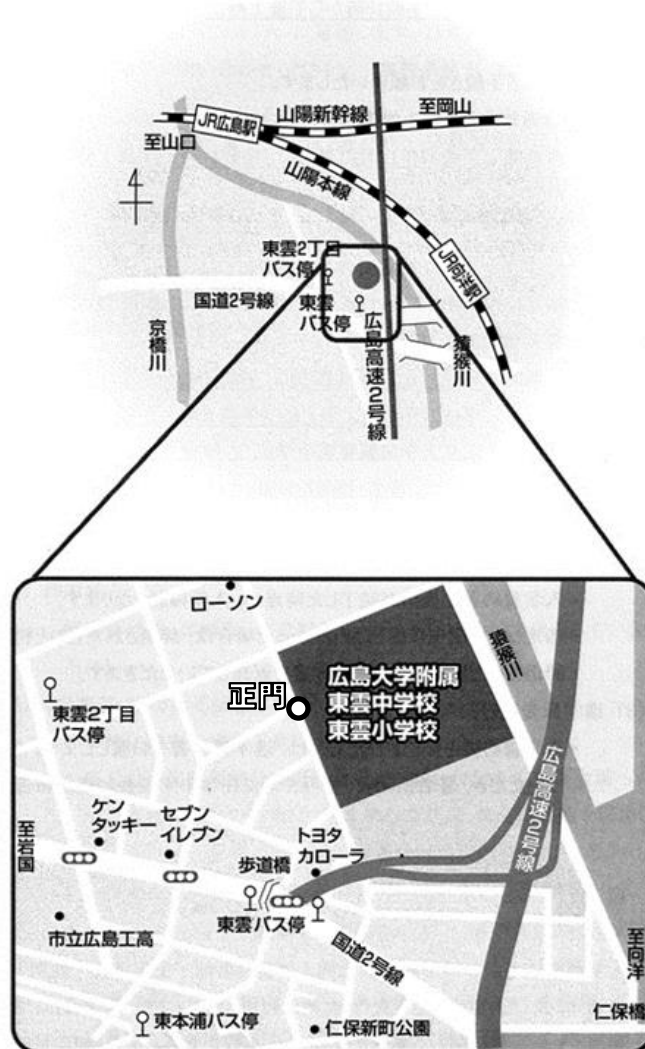 山陽新幹線
至岡山
JR広島駅
至山口
山陽本線
東雲2丁目
バス停
JR向洋駅
国道2号線
東雲
バス停
京橋川
広島高速2号線
猿猴川
ローソン
猿猴川
正門
広島大学附属
東雲中学校
東雲小学校
東雲2丁目
バス停
広島高速2号線
ケン
タッキー
セブン
イレブン
トヨタ
カローラ
至岩国
歩道橋
東雲バス停
市立広島工高
国道2号線
至向洋
仁保橋
東本浦バス停
仁保新町公園